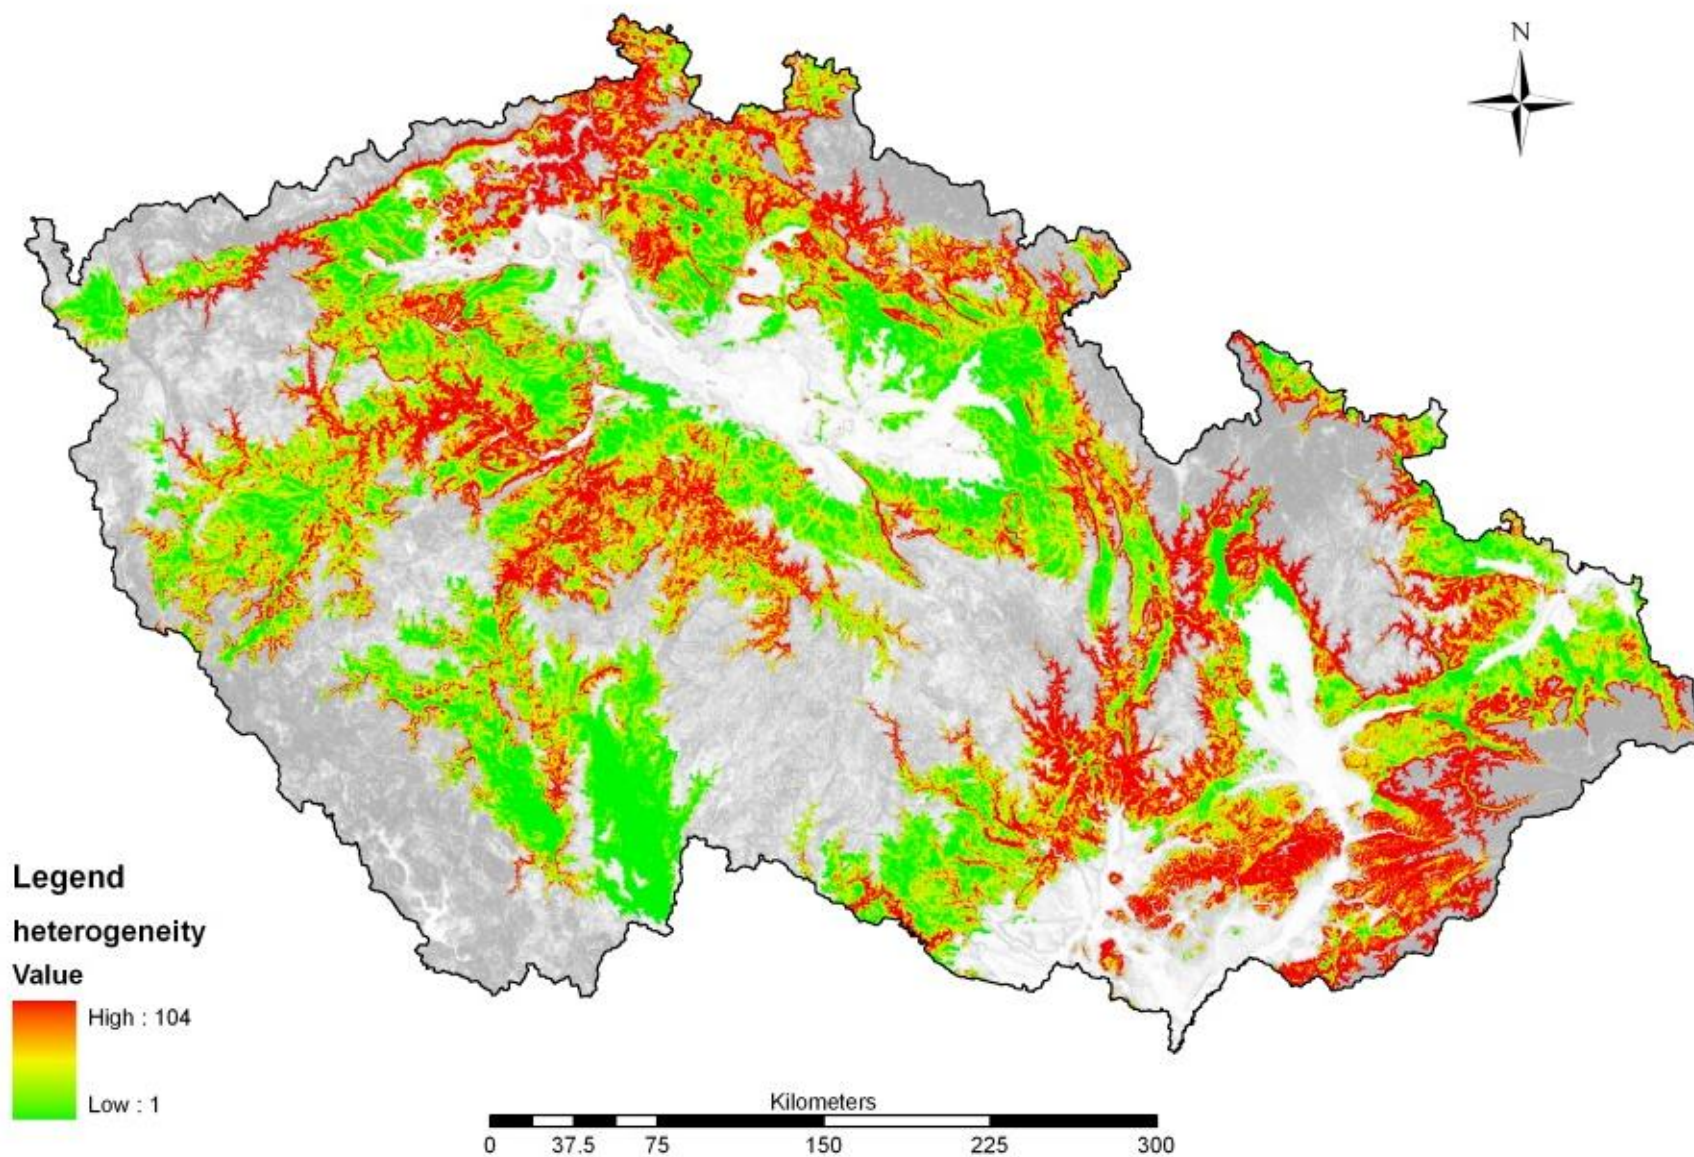 N
Legend
heterogeneity
Value
High : 104
Low : 1
Kilometers
0 37.5 75 150 225 300